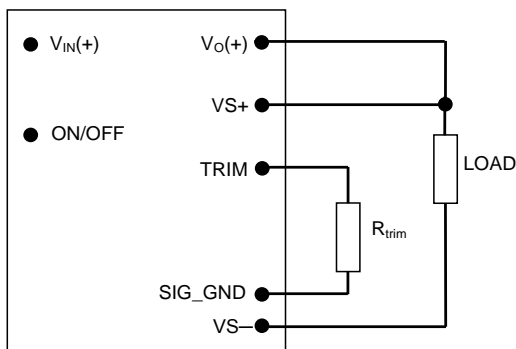 V_IN(+)
V_O(+)
VS+
ON/OFF
TRIM
LOAD
R_trim
SIG_GND
VS─